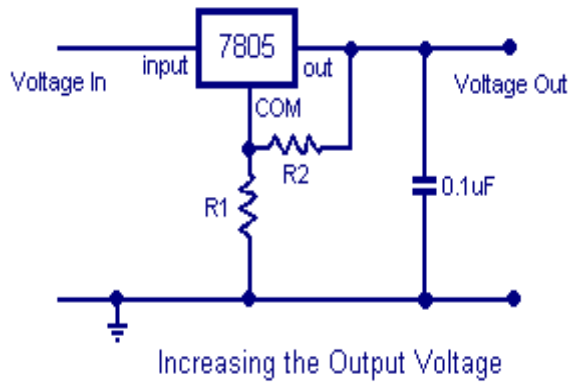 7805
input
out
Voltage In
Voltage Out
COM
R2
0.1uF
R1
Increasing the Output Voltage